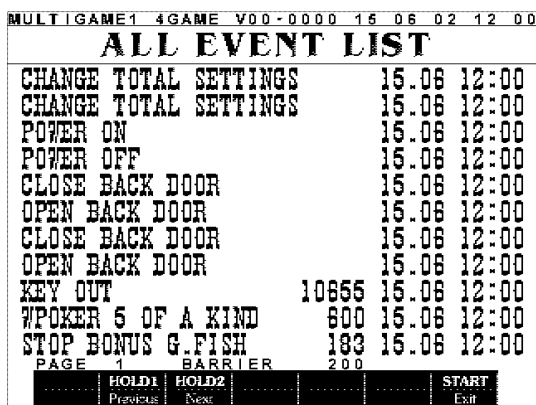 MULTIGAME1 4GAME V00-0000 15 06 02 12 00
ALL EVENT LIST
CHANGE TOTAL SETTINGS 15.06 12:00
CHANGE TOTAL SETTINGS 15.06 12:00
POWER ON 15.06 12:00
POWER OFF 15.06 12:00
CLOSE BACK DOOR 15.06 12:00
OPEN BACK DOOR 15.06 12:00
CLOSE BACK DOOR 15.06 12:00
OPEN BACK DOOR 15.06 12:00
KEY OUT 10655 15.06 12:00
WPOKER 5 OF A KIND 600 15.06 12:00
STOP BONUS G.FISH 183 15.06 12:00
PAGE 1 BARRIER 200
HOLD1 HOLD2 START
Previous Next Exit